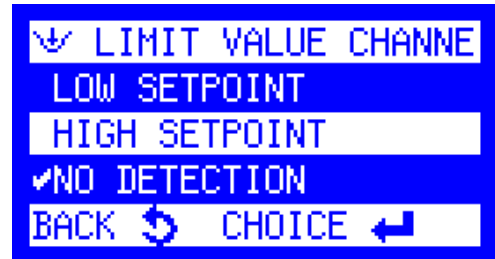 LIMIT VALUE CHANNE
LOW SETPOINT
HIGH SETPOINT
✔NO DETECTION
BACK CHOICE